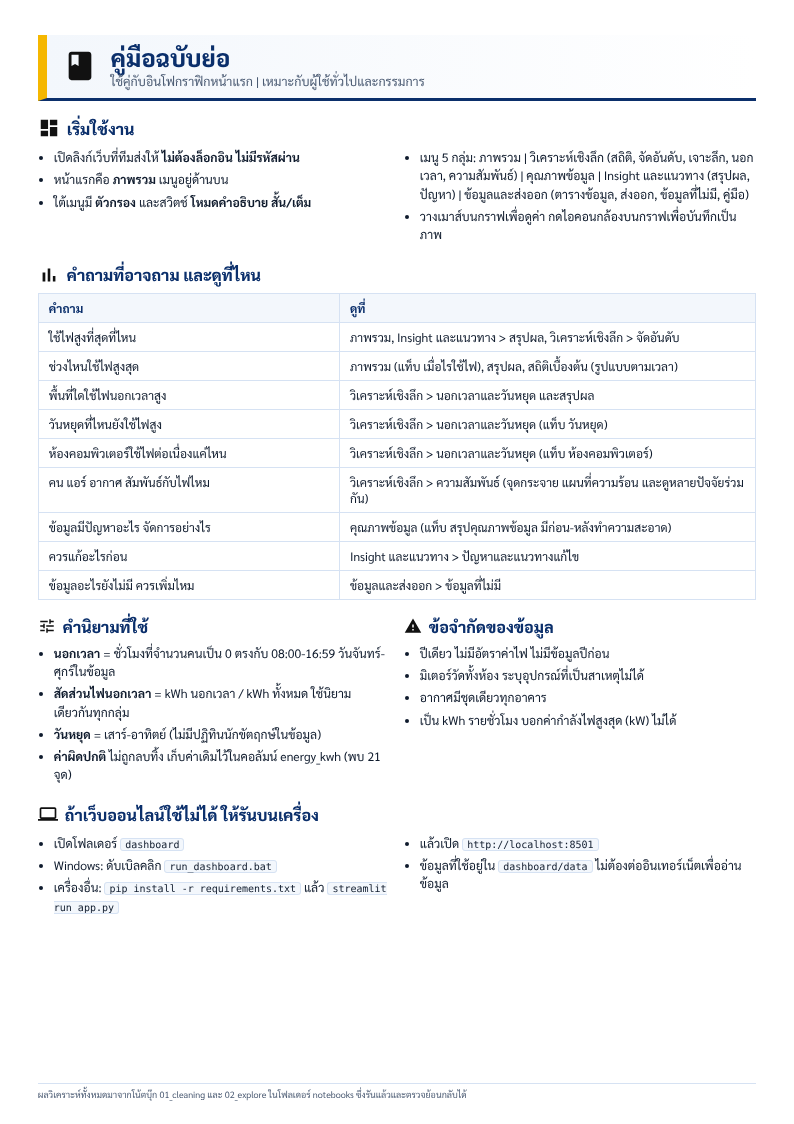 คู่มือฉบับย่อ
ใช้คู่กับอินโฟกราฟิกหน้าแรก | เหมาะกับผู้ใช้ทั่วไปและกรรมการ
เริ่มใช้งาน
• เปิดลิงก์เว็บที่ทีมส่งให้ ไม่ต้องล็อกอิน ไม่มีรหัสผ่าน
• หน้าแรกคือ ภาพรวม เมนูอยู่ด้านบน
• ใต้เมนูมี ตัวกรอง และสวิตช์ โหมดคำอธิบาย สั้น/เต็ม
• เมนู 5 กลุ่ม: ภาพรวม | วิเคราะห์เชิงลึก (สถิติ, จัดอันดับ, เจาะลึก, นอก
เวลา, ความสัมพันธ์) | คุณภาพข้อมูล | Insight และแนวทาง (สรุปผล,
ปัญหา) | ข้อมูลและส่งออก (ตารางข้อมูล, ส่งออก, ข้อมูลที่ไม่มี, คู่มือ)
• วางเมาส์บนกราฟเพื่อดูค่า กดไอคอนกล้องบนกราฟเพื่อบันทึกเป็น
ภาพ
คำถามที่อาจถาม และดูที่ไหน
คำถาม ดูที่
ใช้ไฟสูงที่สุดที่ไหน ภาพรวม, Insight และแนวทาง > สรุปผล, วิเคราะห์เชิงลึก > จัดอันดับ
ช่วงไหนใช้ไฟสูงสุด ภาพรวม (แท็บ เมื่อไรใช้ไฟ), สรุปผล, สถิติเบื้องต้น (รูปแบบตามเวลา)
พื้นที่ใดใช้ไฟนอกเวลาสูง วิเคราะห์เชิงลึก > นอกเวลาและวันหยุด และสรุปผล
วันหยุดที่ไหนยังใช้ไฟสูง วิเคราะห์เชิงลึก > นอกเวลาและวันหยุด (แท็บ วันหยุด)
ห้องคอมพิวเตอร์ใช้ไฟต่อเนื่องแค่ไหน วิเคราะห์เชิงลึก > นอกเวลาและวันหยุด (แท็บ ห้องคอมพิวเตอร์)
คน แอร์ อากาศ สัมพันธ์กับไฟไหม วิเคราะห์เชิงลึก > ความสัมพันธ์ (จุดกระจาย แผนที่ความร้อน และดูหลายปัจจัยร่วม
กัน)
ข้อมูลมีปัญหาอะไร จัดการอย่างไร คุณภาพข้อมูล (แท็บ สรุปคุณภาพข้อมูล มีก่อน-หลังทำความสะอาด)
ควรแก้อะไรก่อน Insight และแนวทาง > ปัญหาและแนวทางแก้ไข
ข้อมูลอะไรยังไม่มี ควรเพิ่มไหม ข้อมูลและส่งออก > ข้อมูลที่ไม่มี
คำนิยามที่ใช้
• นอกเวลา = ชั่วโมงที่จำนวนคนเป็น 0 ตรงกับ 08:00-16:59 วันจันทร์-
ศุกร์ในข้อมูล
• สัดส่วนไฟนอกเวลา = kWh นอกเวลา / kWh ทั้งหมด ใช้นิยาม
เดียวกันทุกกลุ่ม
• วันหยุด = เสาร์-อาทิตย์ (ไม่มีปฏิทินนักขัตฤกษ์ในข้อมูล)
• ค่าผิดปกติ ไม่ถูกลบทิ้ง เก็บค่าเดิมไว้ในคอลัมน์ energy_kwh (พบ 21
จุด)
ข้อจำกัดของข้อมูล
• ปีเดียว ไม่มีอัตราค่าไฟ ไม่มีข้อมูลปีก่อน
• มิเตอร์วัดทั้งห้อง ระบุอุปกรณ์ที่เป็นสาเหตุไม่ได้
• อากาศมีชุดเดียวทุกอาคาร
• เป็น kWh รายชั่วโมง บอกค่ากำลังไฟสูงสุด (kW) ไม่ได้
ถ้าเว็บออนไลน์ใช้ไม่ได้ ให้รันบนเครื่อง
• เปิดโฟลเดอร์ dashboard
• Windows: ดับเบิลคลิก run_dashboard.bat
• เครื่องอื่น: pip install -r requirements.txt แล้ว streamlit
run app.py
• แล้วเปิด http://localhost:8501
• ข้อมูลที่ใช้อยู่ใน dashboard/data ไม่ต้องต่ออินเทอร์เน็ตเพื่ออ่าน
ข้อมูล
ผลวิเคราะห์ทั้งหมดมาจากโน้ตบุ๊ก 01_cleaning และ 02_explore ในโฟลเดอร์ notebooks ซึ่งรันแล้วและตรวจย้อนกลับได้